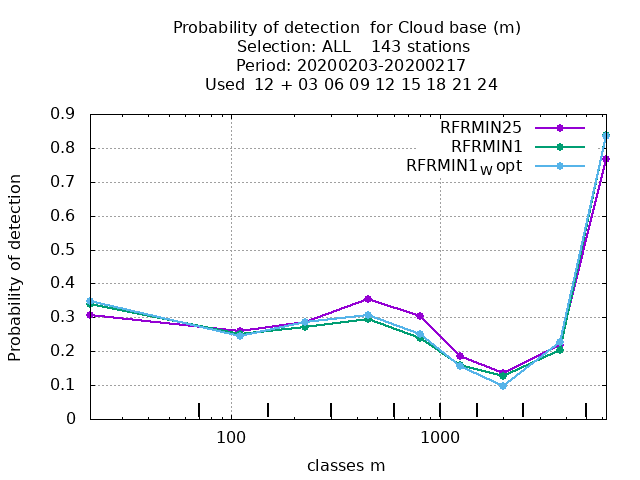 Probability of detection  for Cloud base (m)
Selection: ALL    143 stations
Period: 20200203-20200217
Used  12 + 03 06 09 12 15 18 21 24
RFRMIN25
RFRMIN1
RFRMIN1W opt
0.9
0.8
0.7
0.6
0.5
0.4
0.3
0.2
0.1
0
Probability of detection
100
1000
classes m